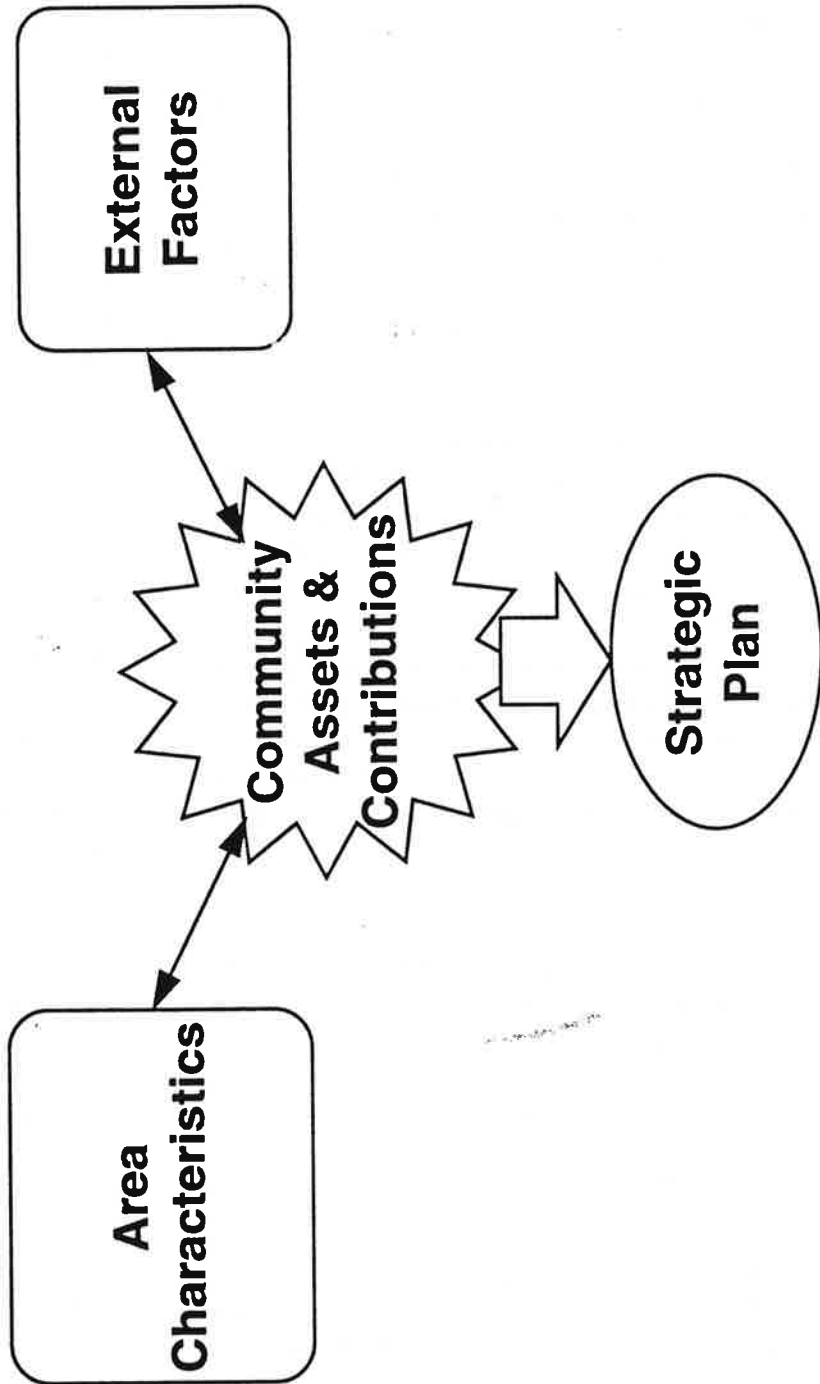 Area
Characteristics
External
Factors
Community
Assets &
Contributions
Strategic
Plan